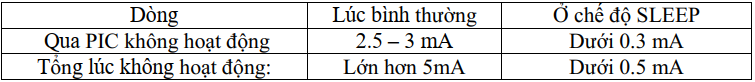 Dòng Lúc bình thường Ở chế độ SLEEP
Qua PIC không hoạt động 2.5 – 3 mA Dưới 0.3 mA
Tổng lúc không hoạt động: Lớn hơn 5mA Dưới 0.5 mA